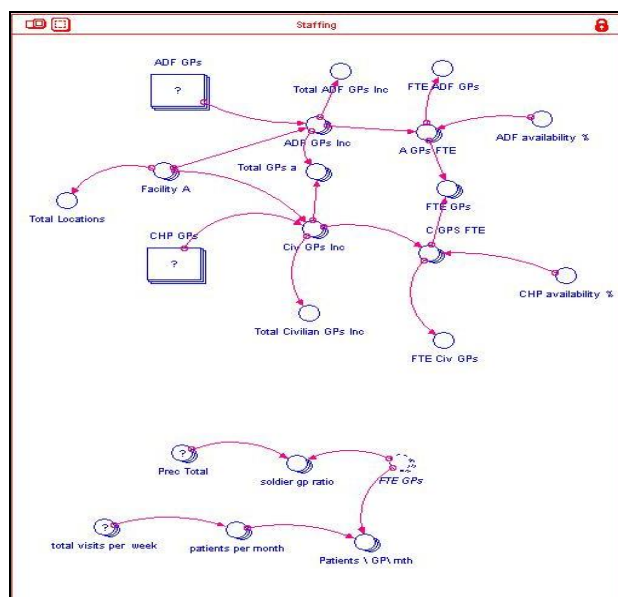 Staffing
ADF GPs
?
Total ADF GPs Inc
FTE ADF GPs
ADF GPs Inc
A GPs FTE
ADF availability %
Total GPs a
Facility A
FTE GPs
Total Locations
CHP GPs
?
Civ GPs Inc
C GPS FTE
CHP availability %
Total Civilian GPs Inc
FTE Civ GPs
?
Prec Total
soldier gp ratio
FTE GPs
?
total visits per week
patients per month
Patients \ GP\ mth